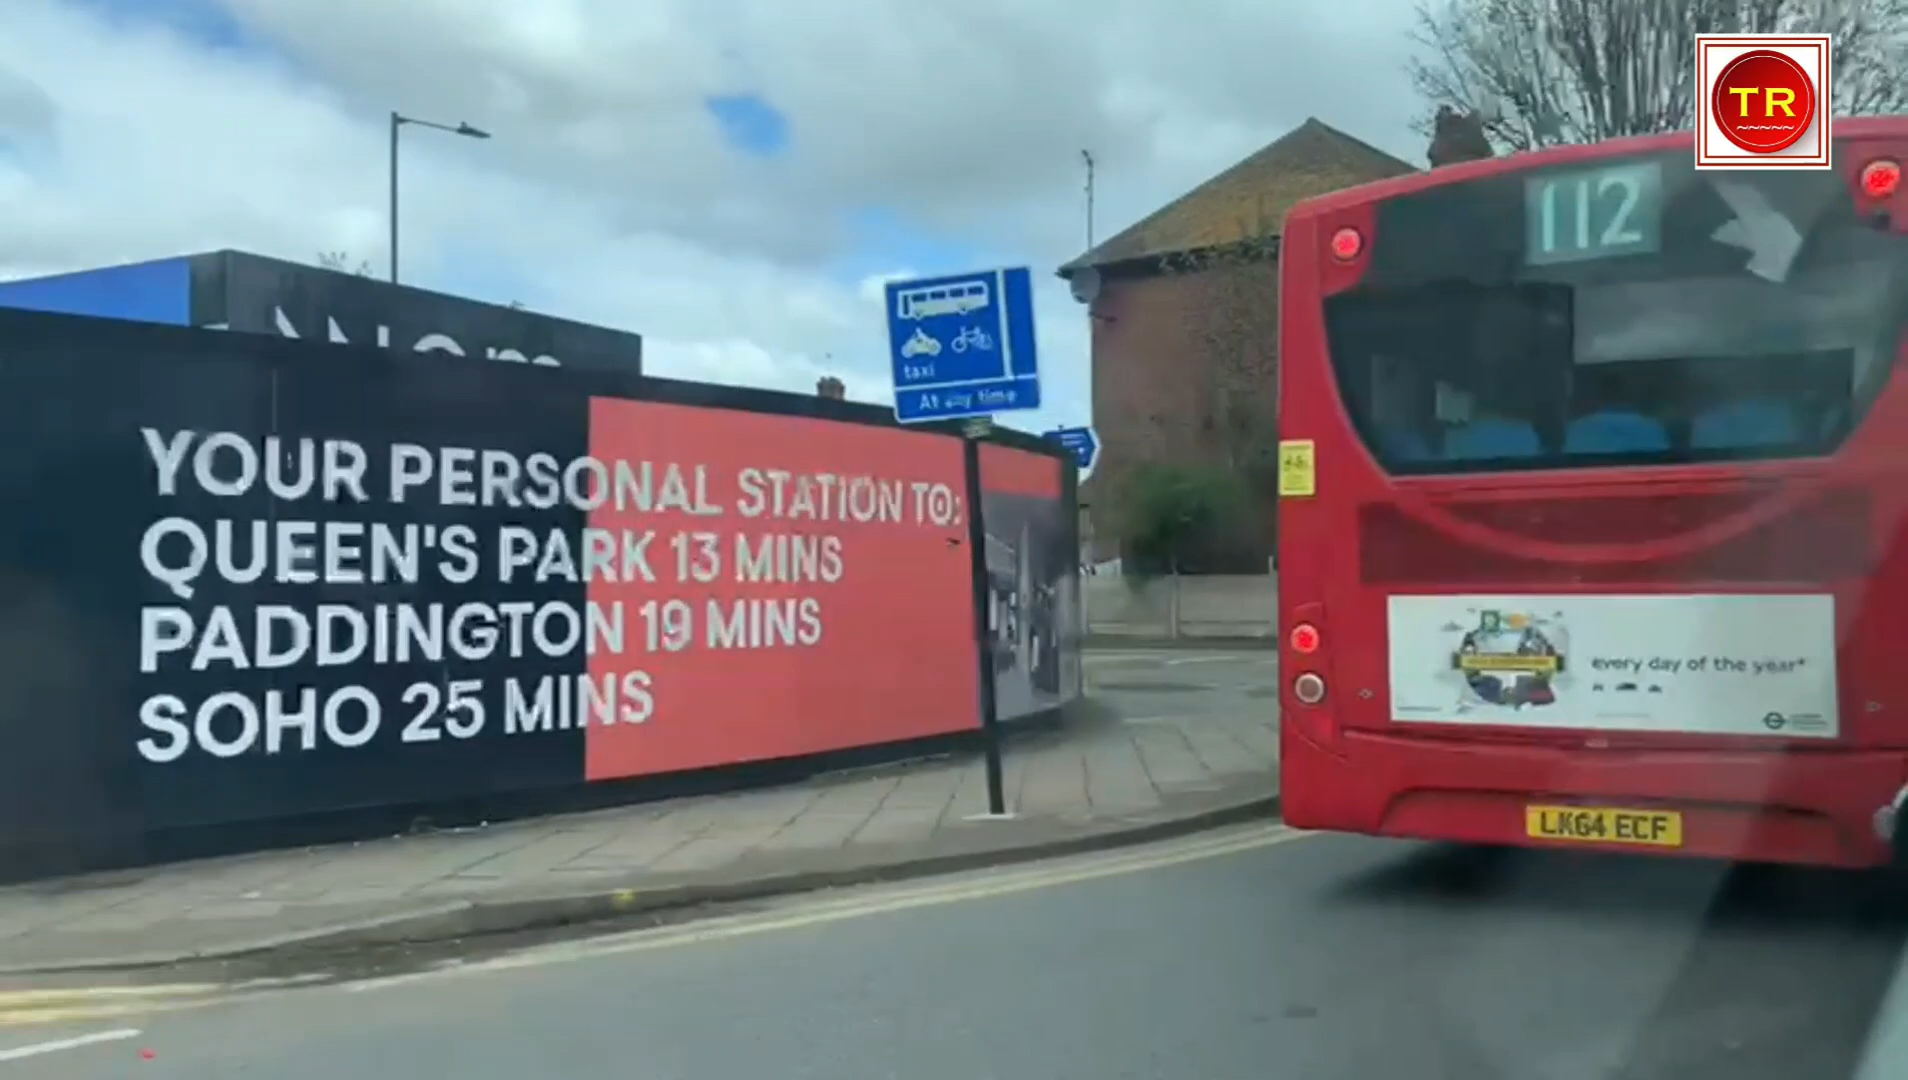 YOUR PERSONAL STATION TO:
QUEEN'S PARK 13 MINS
PADDINGTON 19 MINS
SOHO 25 MINS
taxi
At any time
TR
112
every day of the year*
LK64 ECF